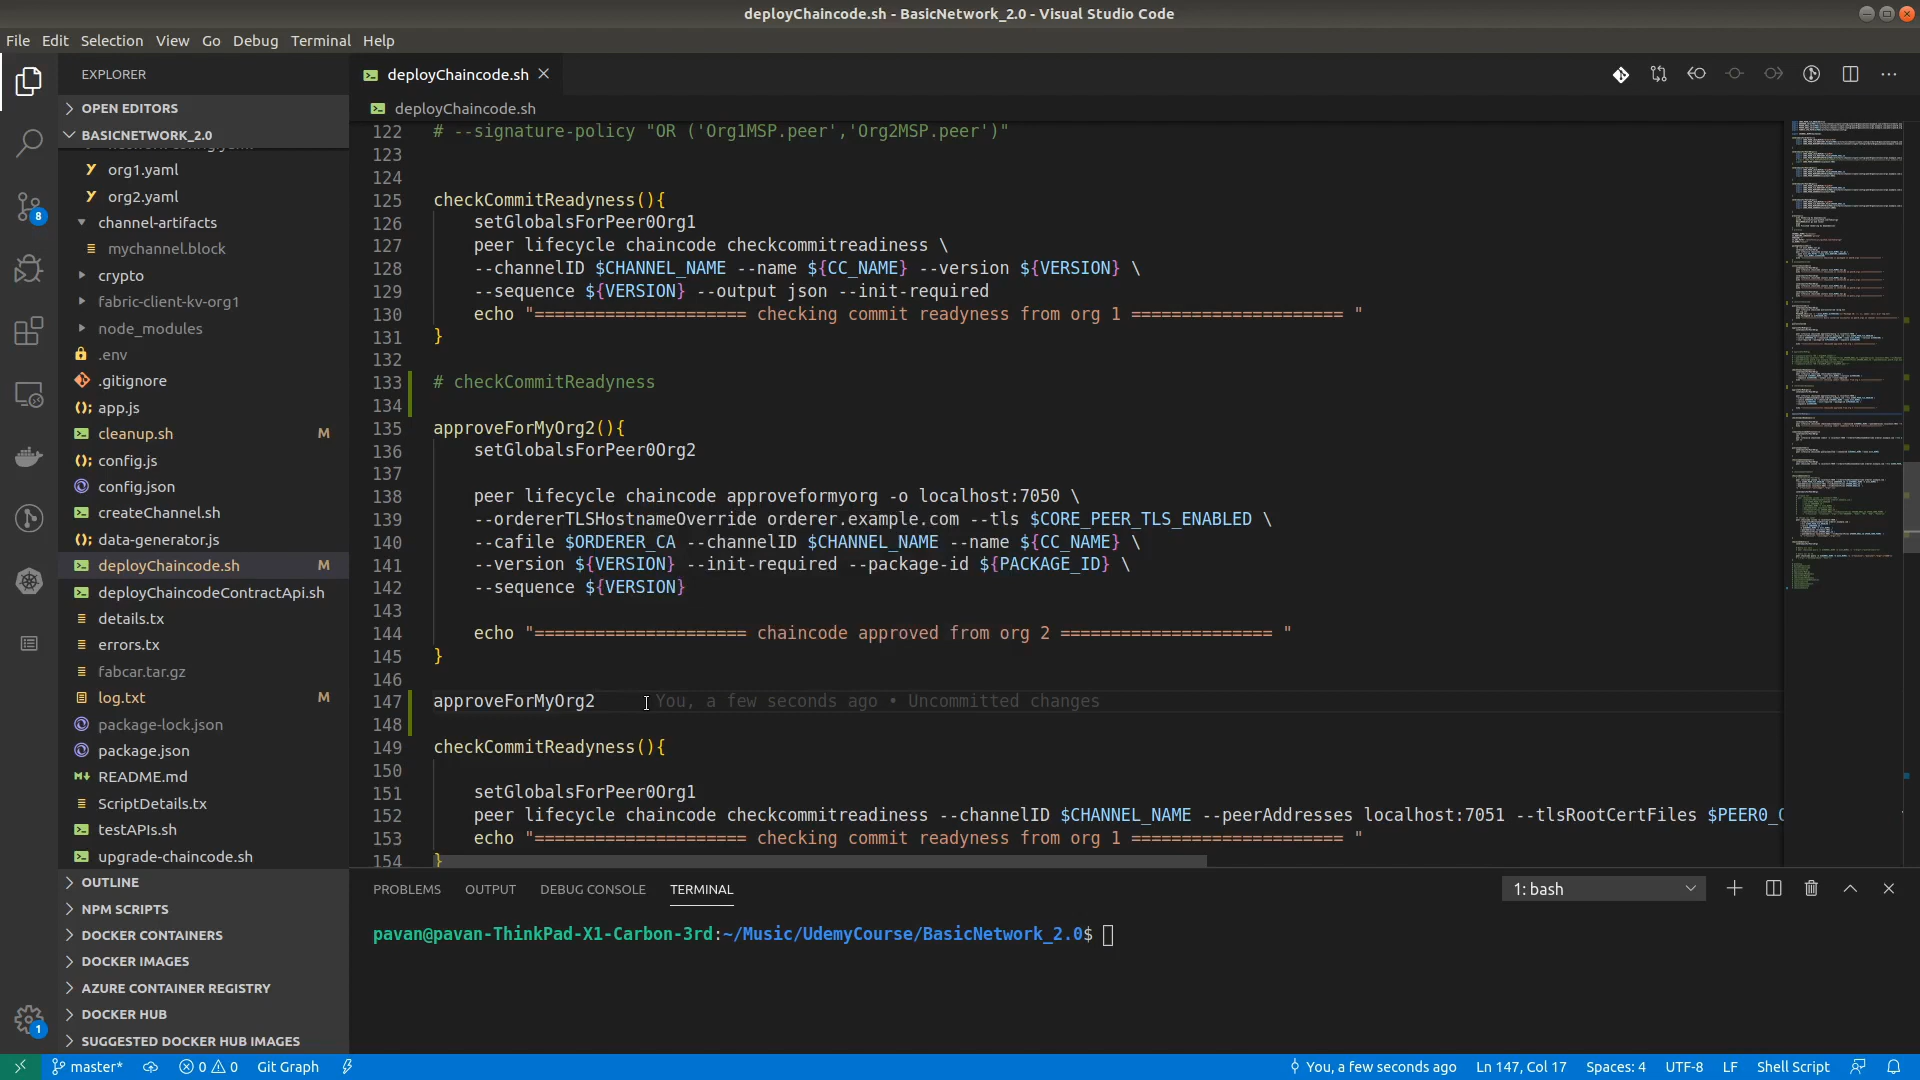 deployChaincode.sh - BasicNetwork_2.0 - Visual Studio Code
File Edit Selection View Go Debug Terminal Help
EXPLORER
OPEN EDITORS
BASICNETWORK_2.0
org1.yaml
org2.yaml
channel-artifacts
mychannel.block
crypto
fabric-client-kv-org1
node_modules
.env
.gitignore
app.js
cleanup.sh M
config.js
config.json
createChannel.sh
data-generator.js
deployChaincode.sh M
deployChaincodeContractApi.sh
details.tx
errors.tx
fabcar.tar.gz
log.txt M
package-lock.json
package.json
README.md
ScriptDetails.tx
testAPIs.sh
upgrade-chaincode.sh
OUTLINE
NPM SCRIPTS
DOCKER CONTAINERS
DOCKER IMAGES
AZURE CONTAINER REGISTRY
DOCKER HUB
SUGGESTED DOCKER HUB IMAGES
8
1
deployChaincode.sh
deployChaincode.sh
122 # --signature-policy "OR ('Org1MSP.peer','Org2MSP.peer')"
123
124
125 checkCommitReadyness(){
126 setGlobalsForPeer0Org1
127 peer lifecycle chaincode checkcommitreadiness \
128 --channelID $CHANNEL_NAME --name ${CC_NAME} --version ${VERSION} \
129 --sequence ${VERSION} --output json --init-required
130 echo "===================== checking commit readyness from org 1 ===================== "
131 }
132
133 # checkCommitReadyness
134
135 approveForMyOrg2(){
136 setGlobalsForPeer0Org2
137
138 peer lifecycle chaincode approveformyorg -o localhost:7050 \
139 --ordererTLSHostnameOverride orderer.example.com --tls $CORE_PEER_TLS_ENABLED \
140 --cafile $ORDERER_CA --channelID $CHANNEL_NAME --name ${CC_NAME} \
141 --version ${VERSION} --init-required --package-id ${PACKAGE_ID} \
142 --sequence ${VERSION}
143
144 echo "===================== chaincode approved from org 2 ===================== "
145 }
146
147 approveForMyOrg2 You, a few seconds ago • Uncommitted changes
148
149 checkCommitReadyness(){
150
151 setGlobalsForPeer0Org1
152 peer lifecycle chaincode checkcommitreadiness --channelID $CHANNEL_NAME --peerAddresses localhost:7051 --tlsRootCertFiles $PEER0_O
153 echo "===================== checking commit readyness from org 1 ===================== "
154 }
PROBLEMS OUTPUT DEBUG CONSOLE TERMINAL 1: bash
pavan@pavan-ThinkPad-X1-Carbon-3rd:~/Music/UdemyCourse/BasicNetwork_2.0$
master* 0 0 Git Graph You, a few seconds ago Ln 147, Col 17 Spaces: 4 UTF-8 LF Shell Script